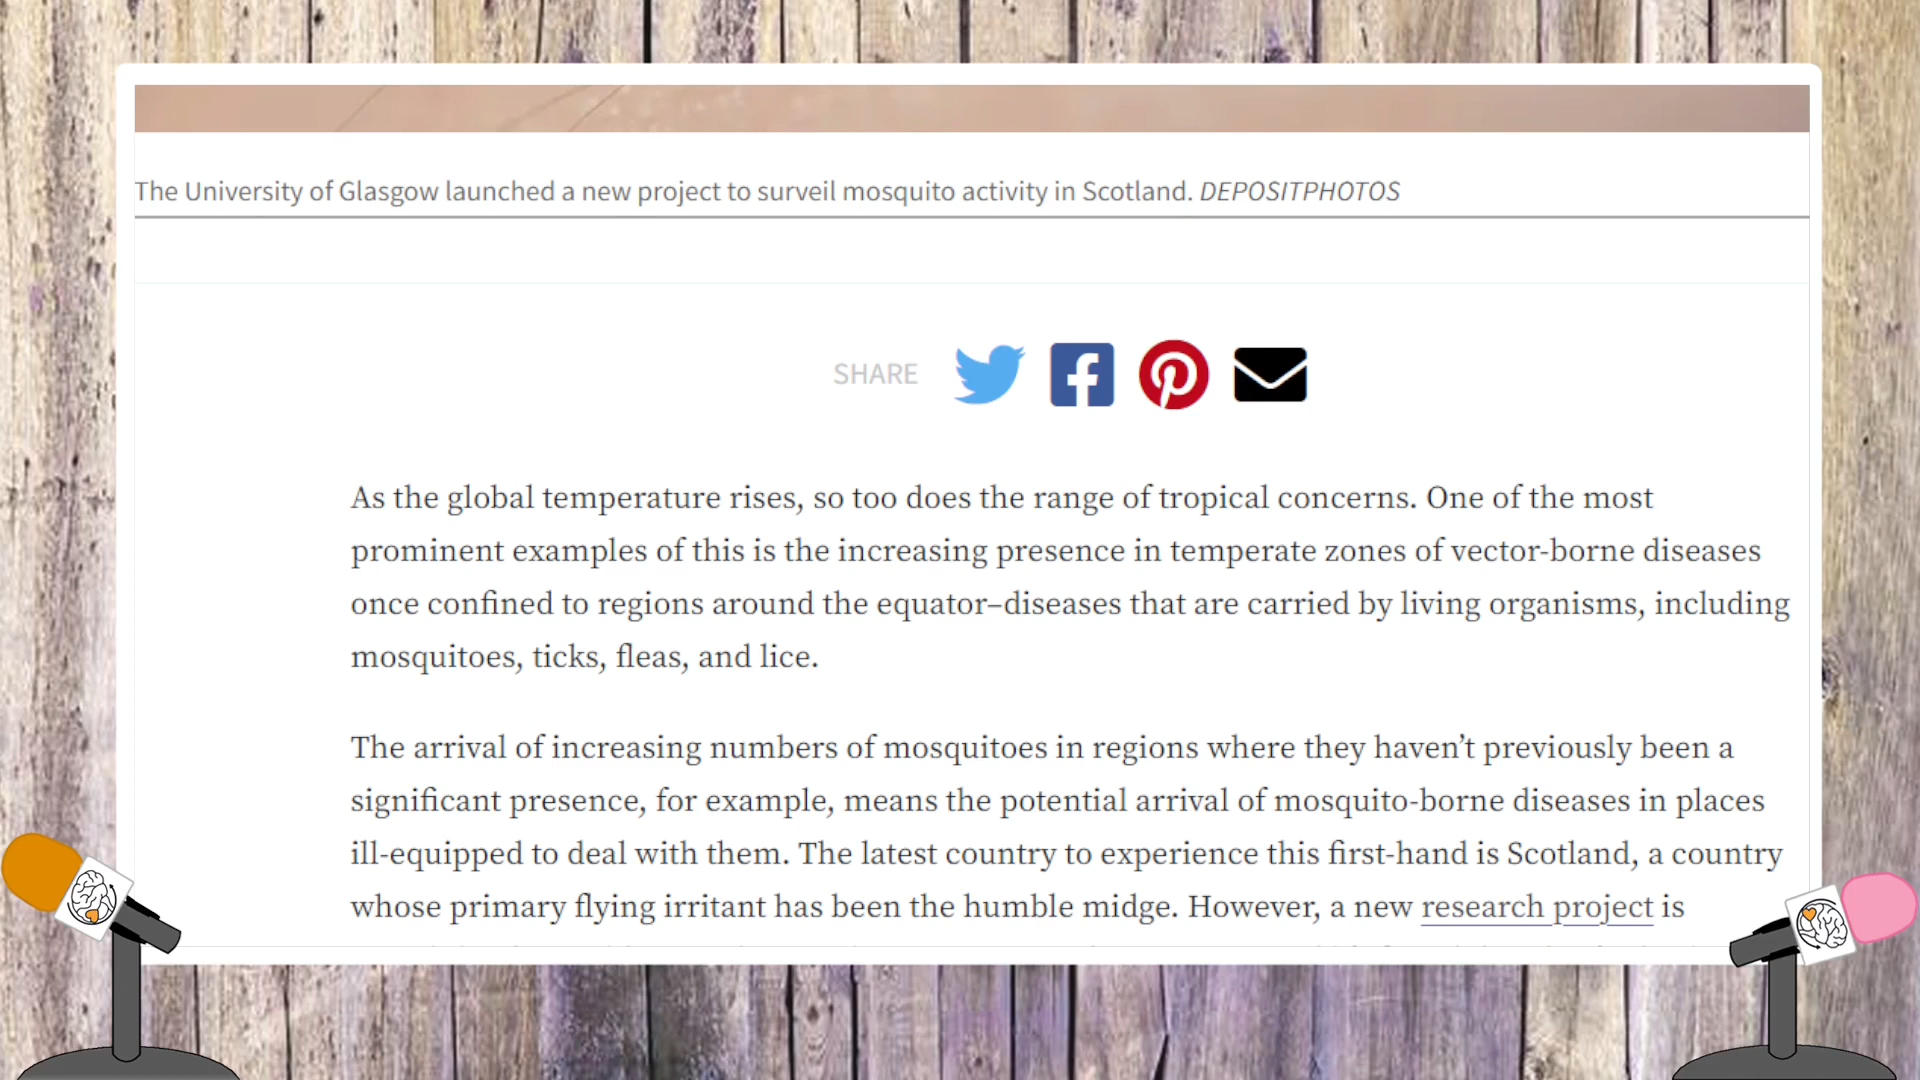 The University of Glasgow launched a new project to surveil mosquito activity in Scotland. DEPOSITPHOTOS
SHARE
As the global temperature rises, so too does the range of tropical concerns. One of the most
prominent examples of this is the increasing presence in temperate zones of vector-borne diseases
once confined to regions around the equator–diseases that are carried by living organisms, including
mosquitoes, ticks, fleas, and lice.
The arrival of increasing numbers of mosquitoes in regions where they haven’t previously been a
significant presence, for example, means the potential arrival of mosquito-borne diseases in places
ill-equipped to deal with them. The latest country to experience this first-hand is Scotland, a country
whose primary flying irritant has been the humble midge. However, a new research project is